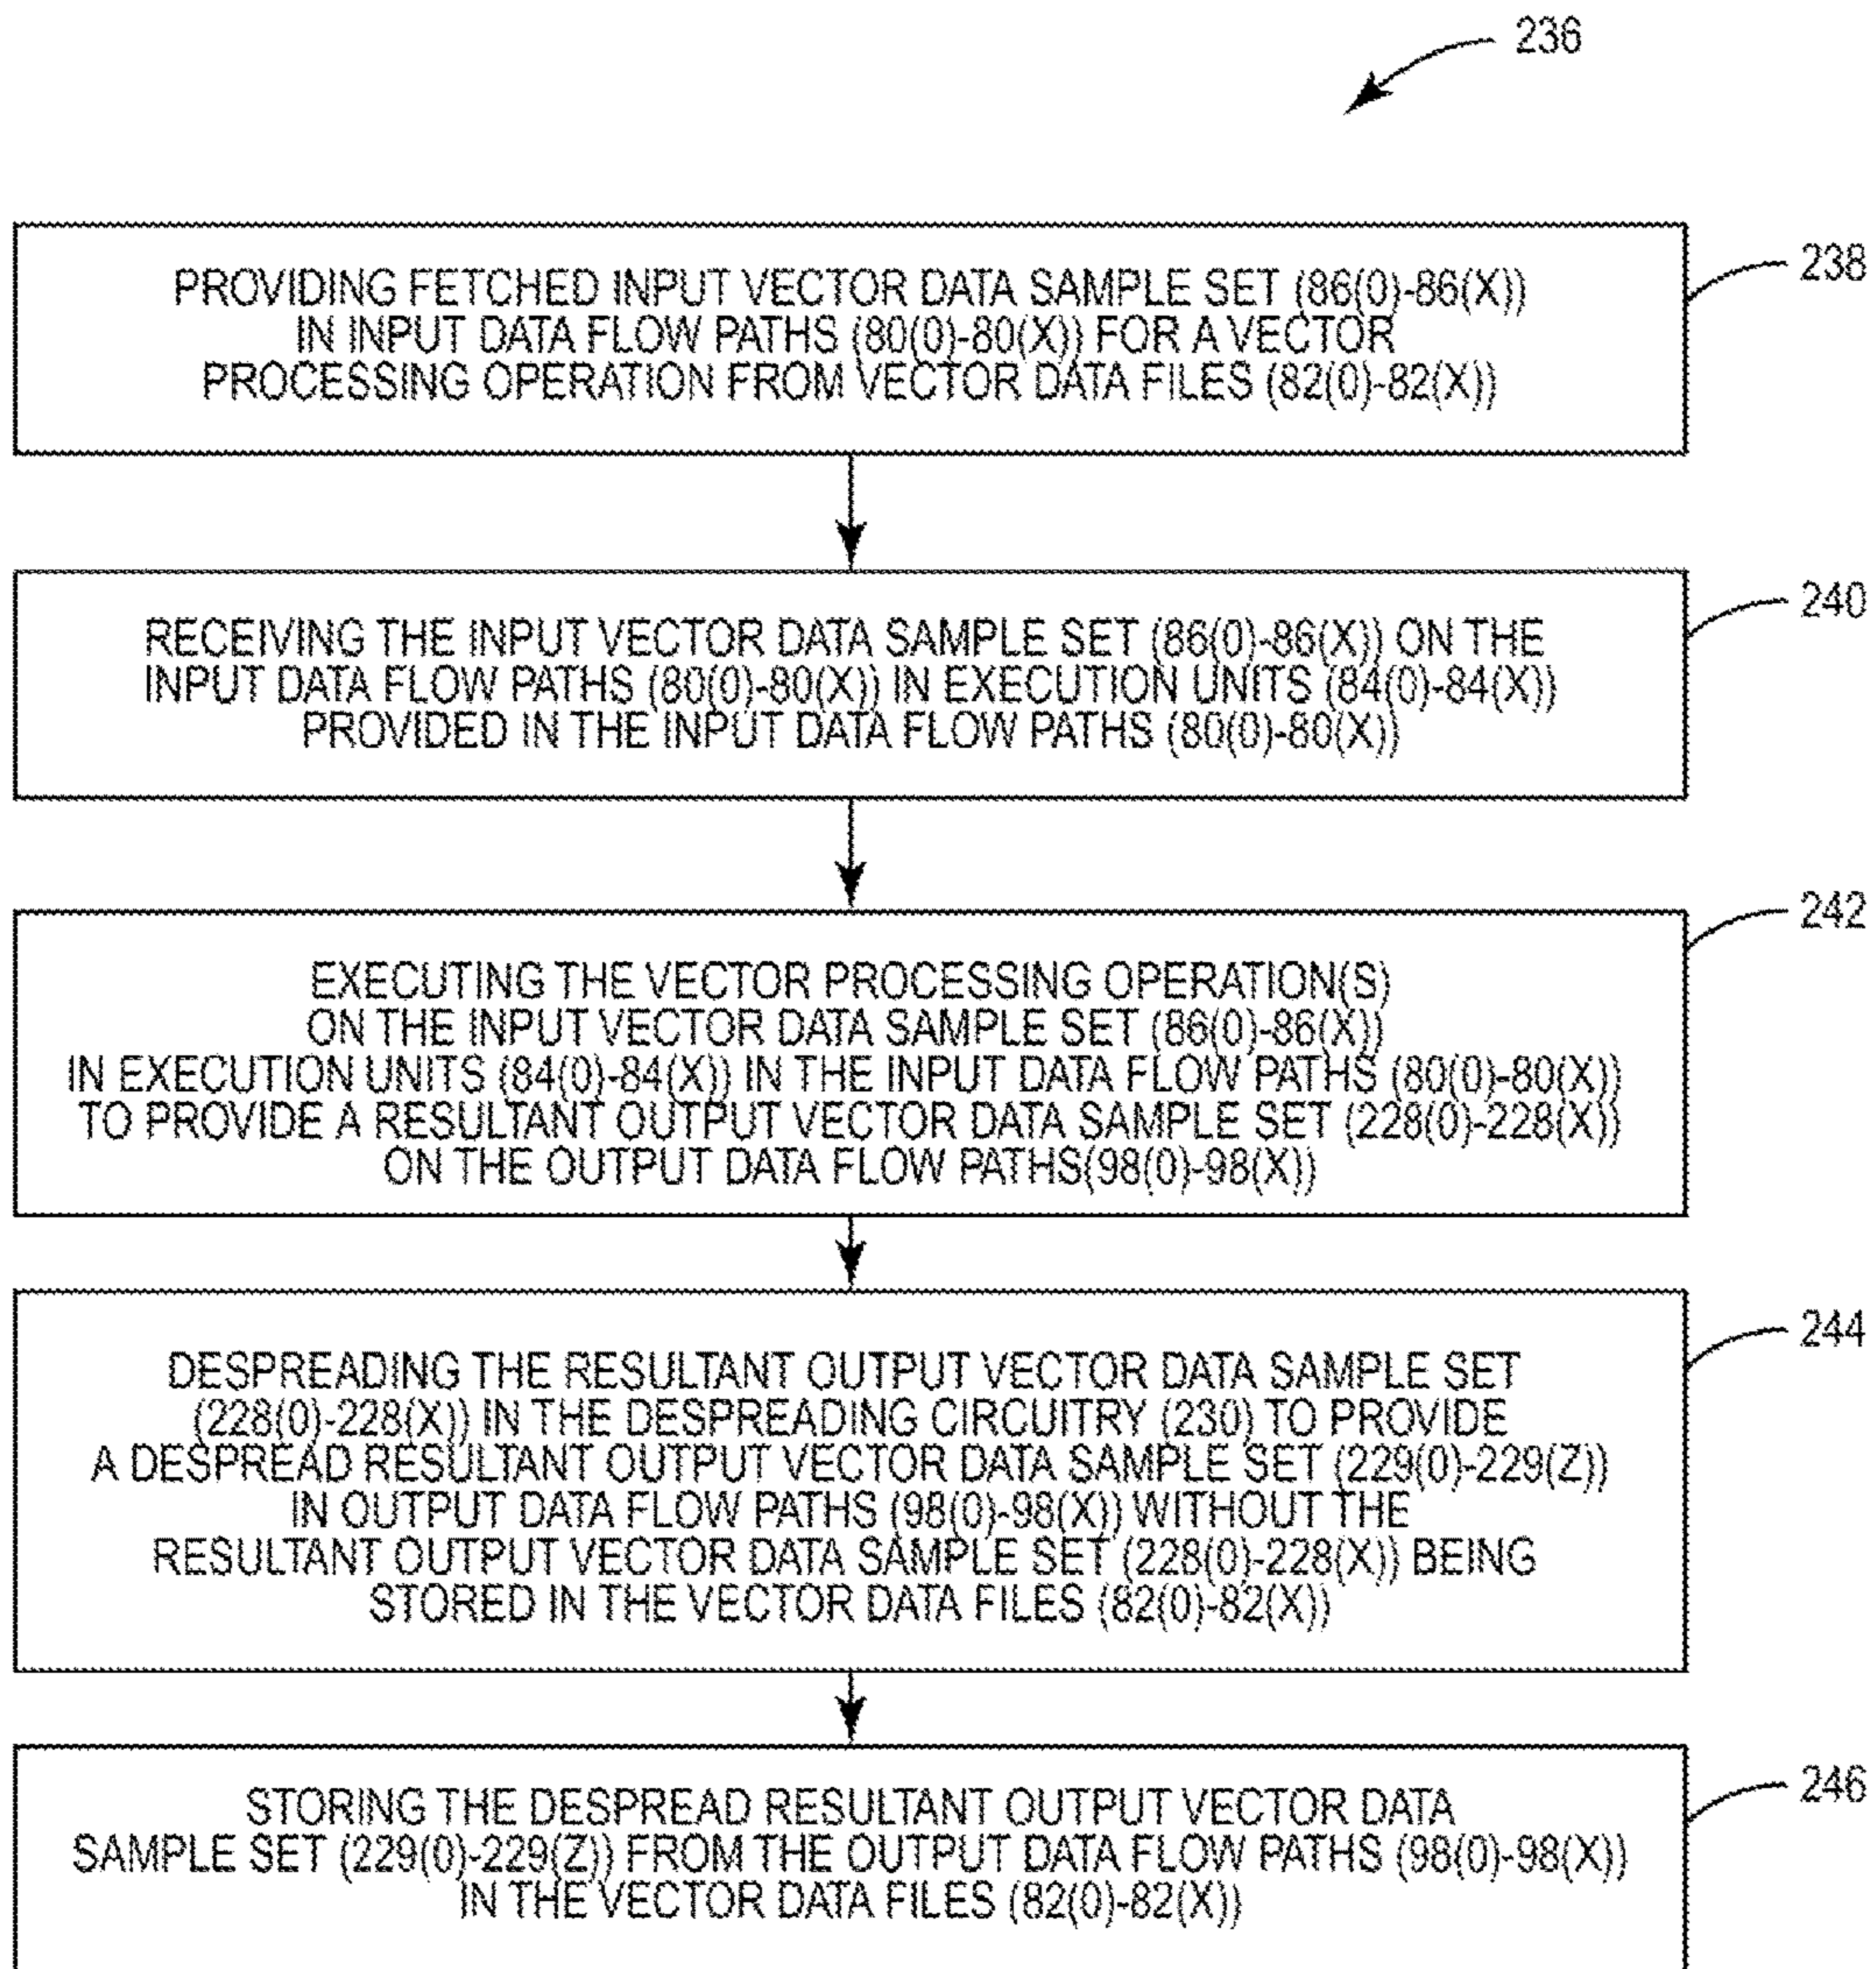 236
238
PROVIDING FETCHED INPUT VECTOR DATA SAMPLE SET (86(0)-86(X))
IN INPUT DATA FLOW PATHS (80(0)-80(X)) FOR A VECTOR
PROCESSING OPERATION FROM VECTOR DATA FILES (82(0)-82(X))
240
RECEIVING THE INPUT VECTOR DATA SAMPLE SET (86(0)-86(X)) ON THE
INPUT DATA FLOW PATHS (80(0)-80(X)) IN EXECUTION UNITS (84(0)-84(X))
PROVIDED IN THE INPUT DATA FLOW PATHS (80(0)-80(X))
242
EXECUTING THE VECTOR PROCESSING OPERATION(S)
ON THE INPUT VECTOR DATA SAMPLE SET (86(0)-86(X))
IN EXECUTION UNITS (84(0)-84(X)) IN THE INPUT DATA FLOW PATHS (80(0)-80(X))
TO PROVIDE A RESULTANT OUTPUT VECTOR DATA SAMPLE SET (228(0)-228(X))
ON THE OUTPUT DATA FLOW PATHS(98(0)-98(X))
244
DESPREADING THE RESULTANT OUTPUT VECTOR DATA SAMPLE SET
(228(0)-228(X)) IN THE DESPREADING CIRCUITRY (230) TO PROVIDE
A DESPREAD RESULTANT OUTPUT VECTOR DATA SAMPLE SET (229(0)-229(Z))
IN OUTPUT DATA FLOW PATHS (98(0)-98(X)) WITHOUT THE
RESULTANT OUTPUT VECTOR DATA SAMPLE SET (228(0)-228(X)) BEING
STORED IN THE VECTOR DATA FILES (82(0)-82(X))
246
STORING THE DESPREAD RESULTANT OUTPUT VECTOR DATA
SAMPLE SET (229(0)-229(Z)) FROM THE OUTPUT DATA FLOW PATHS (98(0)-98(X))
IN THE VECTOR DATA FILES (82(0)-82(X))